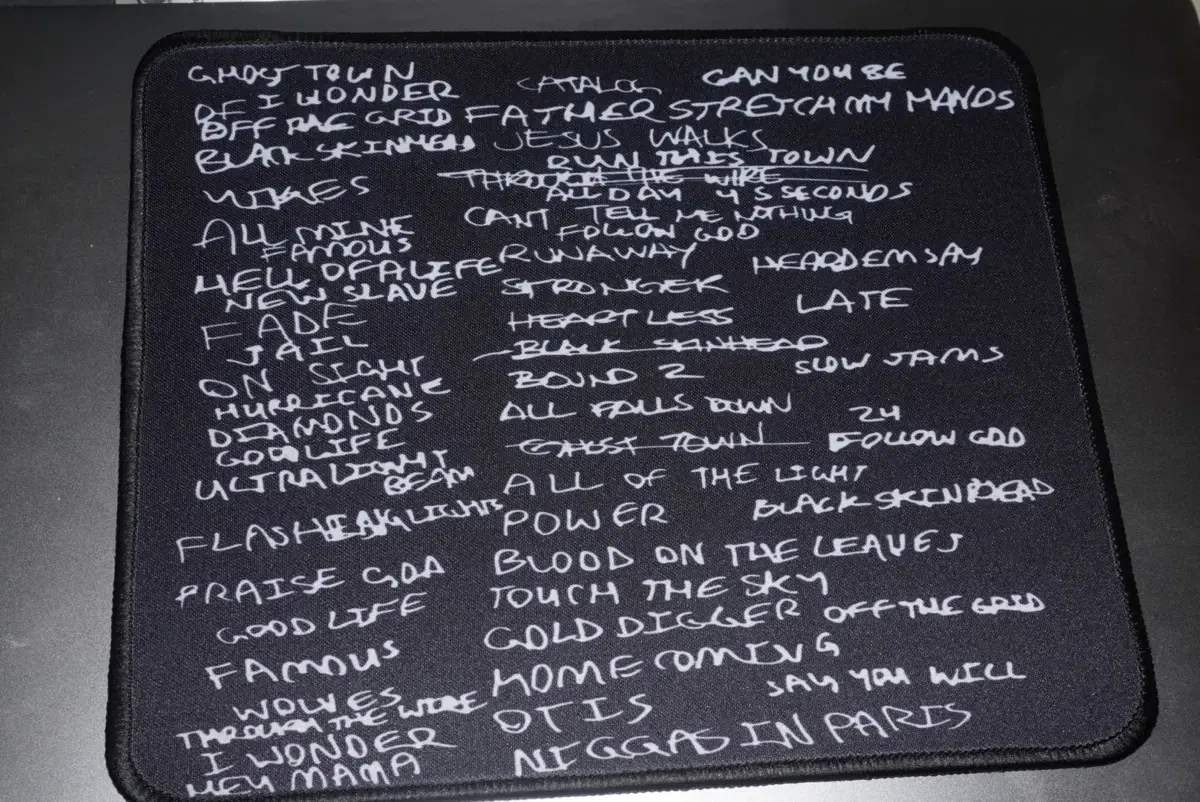 GHOST TOWN
CATALOG
CAN YOU BE
OF I WONDER
OFF THE GRID
FATHER STRETCH MY HANDS
BLACK SKINHEAD
JESUS WALKS
RUN THIS TOWN
THROUGH THE WIRE
ALL DAY 4 5 SECONDS
ALL MINE
CANT TELL ME NOTHING
FAMOUS
FOLLOW GOD
HELL OF A LIFE
RUNAWAY
HEARD EM SAY
NEW SLAVE
STRONGER
LATE
FADE
HEARTLESS
JAIL
BLACK SKINHEAD
ON SIGHT
BOUND 2
SLOW JAMS
HURRICANE
DIAMONDS
ALL FALLS DOWN
24
GOOD LIFE
GHOST TOWN
FOLLOW GOD
ULTRALIGHT
BEAM
ALL OF THE LIGHT
FLASHING LIGHTS
POWER
BLACK SKINHEAD
BLOOD ON THE LEAVES
PRAISE GOD
TOUCH THE SKY
GOOD LIFE
GOLD DIGGER
OFF THE GRID
FAMOUS
HOMECOMING
WOLVES
SAY YOU WILL
THROUGH THE WIRE
OTIS
I WONDER
NIGGAS IN PARIS
HEY MAMA